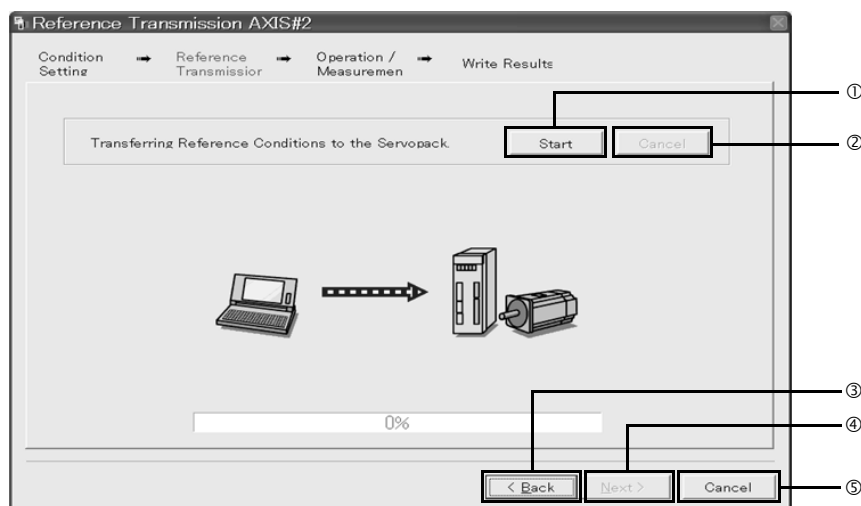 Reference Transmission AXIS#2
Condition Setting
Reference Transmissior
Operation / Measuremen
Write Results
Transferring Reference Conditions to the Servopack.
Start
Cancel
①
②
0%
③
④
< Back
Next >
Cancel
⑤